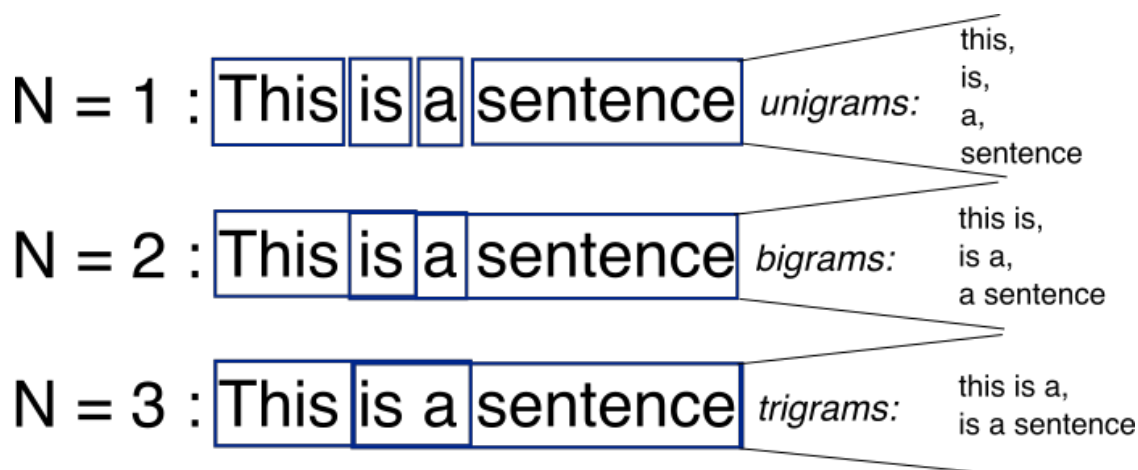 N = 1 : This is a sentence
unigrams:
this,
is,
a,
sentence
N = 2 : This is a sentence
bigrams:
this is,
is a,
a sentence
N = 3 : This is a sentence
trigrams:
this is a,
is a sentence